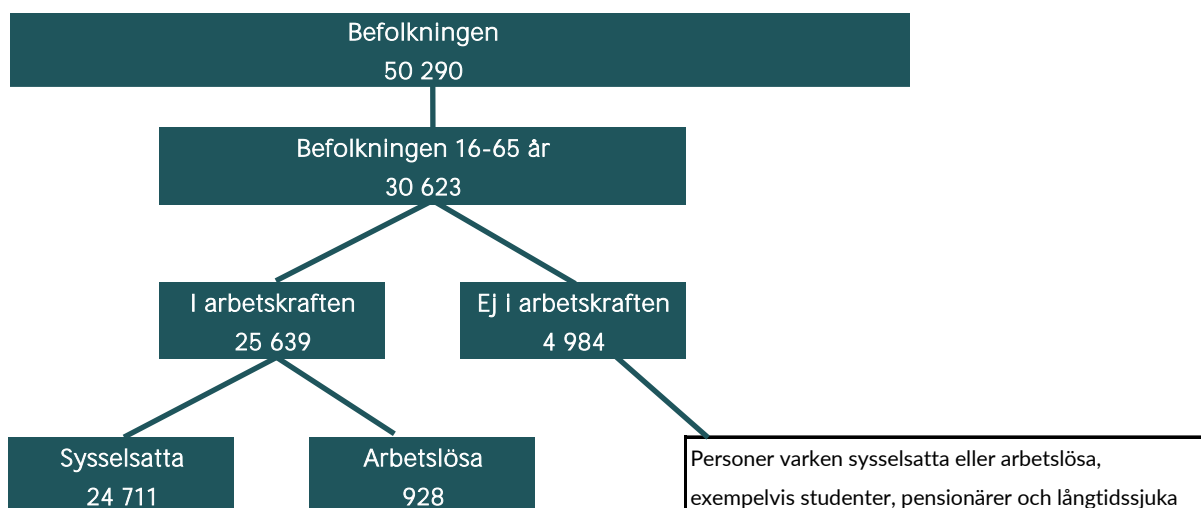 Befolkningen
50 290
Befolkningen 16-65 år
30 623
I arbetskraften
25 639
Ej i arbetskraften
4 984
Sysselsatta
24 711
Arbetslösa
928
Personer varken sysselsatta eller arbetslösa,
exempelvis studenter, pensionärer och långtidssjuka